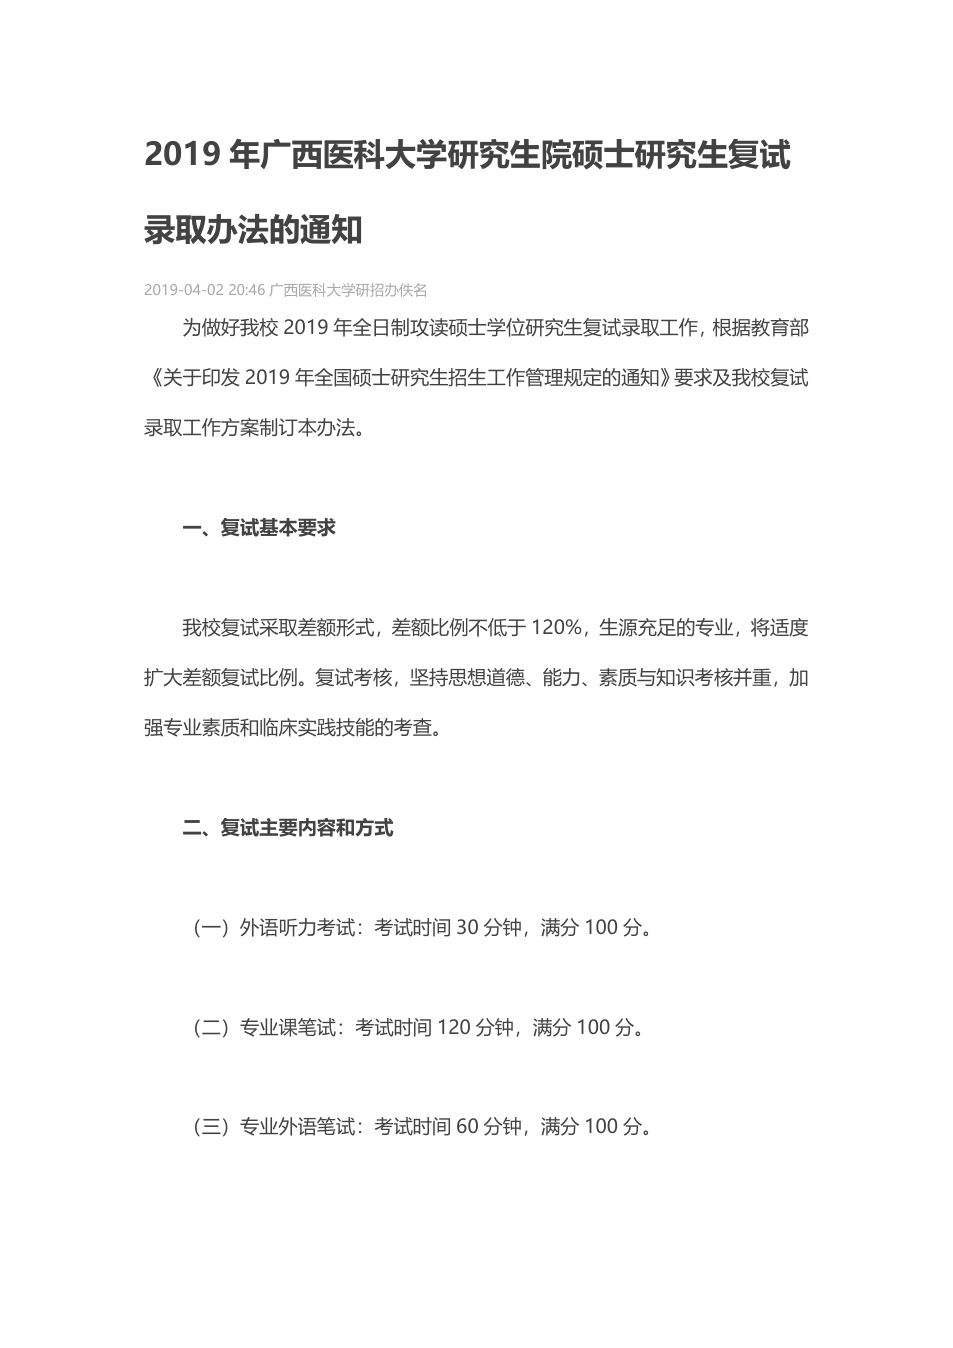 2019 年广西医科大学研究生院硕士研究生复试
录取办法的通知
2019-04-02 20:46 广西医科大学研招办佚名
为做好我校 2019 年全日制攻读硕士学位研究生复试录取工作，根据教育部
《关于印发 2019 年全国硕士研究生招生工作管理规定的通知》要求及我校复试
录取工作方案制订本办法。
一、复试基本要求
我校复试采取差额形式，差额比例不低于 120%，生源充足的专业，将适度
扩大差额复试比例。复试考核，坚持思想道德、能力、素质与知识考核并重，加
强专业素质和临床实践技能的考查。
二、复试主要内容和方式
（一）外语听力考试：考试时间 30 分钟，满分 100 分。
（二）专业课笔试：考试时间 120 分钟，满分 100 分。
（三）专业外语笔试：考试时间 60 分钟，满分 100 分。